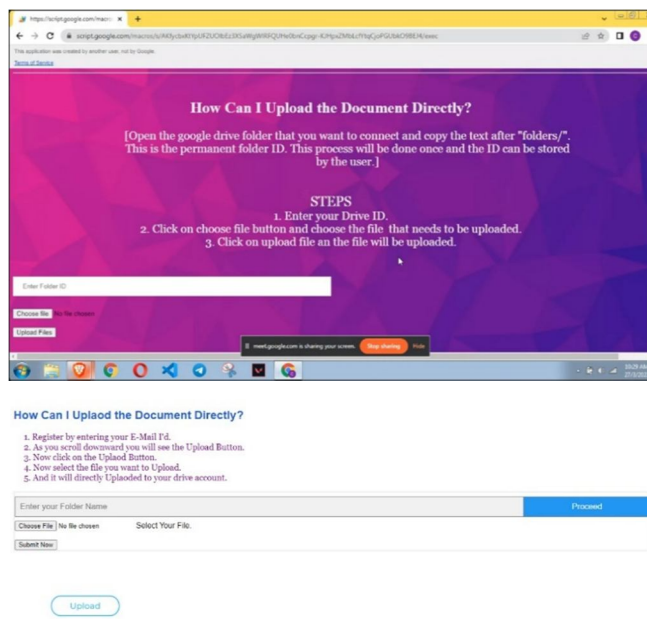 https://script.google.com/macro
script.google.com
This application was created by another user, not by Google.
Terms of Service
How Can I Upload the Document Directly?
[Open the google drive folder that you want to connect and copy the text after "folders/".
This is the permanent folder ID. This process will be done once and the ID can be stored
by the user.]
STEPS
1. Enter your Drive ID.
2. Click on choose file button and choose the file that needs to be uploaded.
3. Click on upload file an the file will be uploaded.
Enter Folder ID
Choose file No file chosen
Upload Files
meet.google.com is sharing your screen. Stop sharing Hide
How Can I Uplaod the Document Directly?
1. Register by entering your E-Mail I'd.
2. As you scroll downward you will see the Upload Button.
3. Now click on the Uplaod Button.
4. Now select the file you want to Upload.
5. And it will directly Uplaoded to your drive account.
Enter your Folder Name Proceed
Choose File No file chosen Select Your File.
Submit Now
Upload